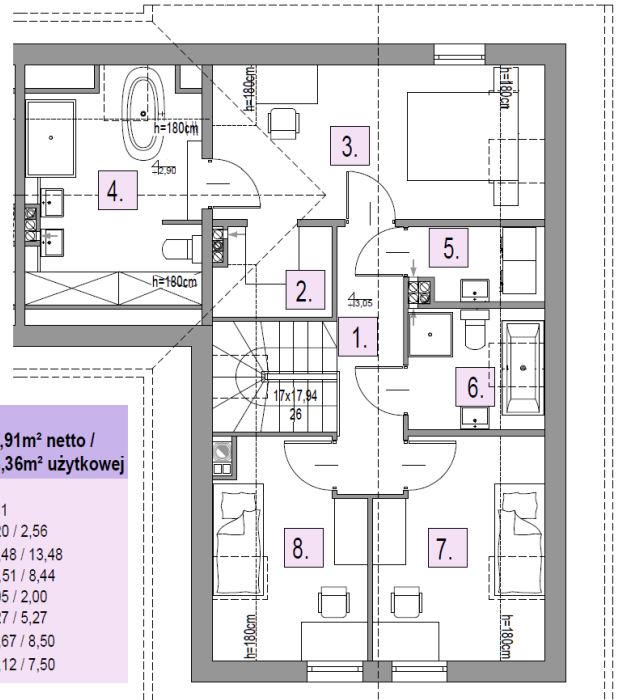 h=180cm
h=180cm
h=180cm
3.
4.
2,90
5.
h=180cm
2.
3,05
1.
6.
17x17,94
26
8.
7.
h=180cm
h=180cm
,91m² netto /
,36m² użytkowej
1
20 / 2,56
,48 / 13,48
,51 / 8,44
05 / 2,00
27 / 5,27
,67 / 8,50
,12 / 7,50